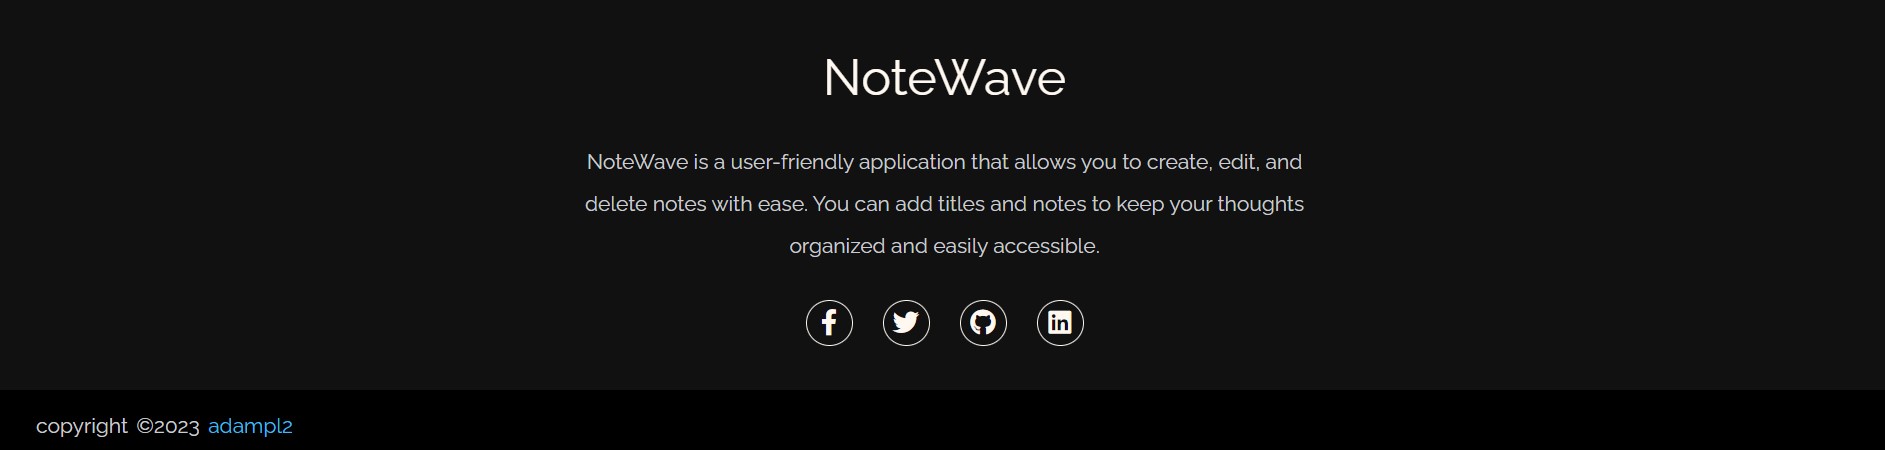 NoteWave
NoteWave is a user-friendly application that allows you to create, edit, and
delete notes with ease. You can add titles and notes to keep your thoughts
organized and easily accessible.
copyright ©2023 adampl2